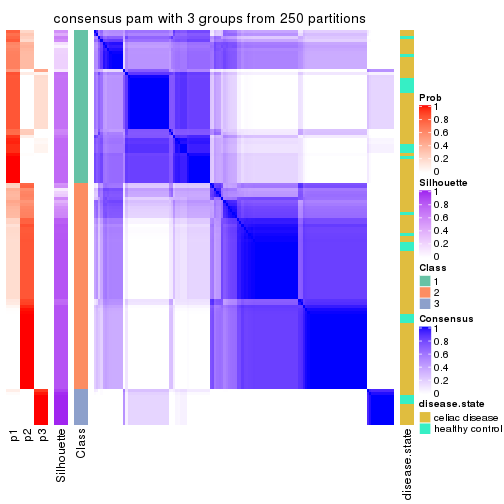 consensus pam with 3 groups from 250 partitions
Prob
1
0.8
0.6
0.4
0.2
0
Silhouette
1
0.8
0.6
0.4
0.2
0
Class
1
2
3
Consensus
1
0.8
0.6
0.4
0.2
0
disease.state
celiac disease
healthy control
p1
p2
p3
Silhouette
Class
disease.state